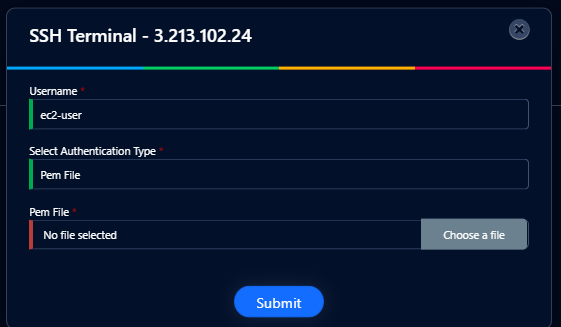 SSH Terminal - 3.213.102.24
Username *
ec2-user
Select Authentication Type *
Pem File
Pem File *
No file selected
Choose a file
Submit